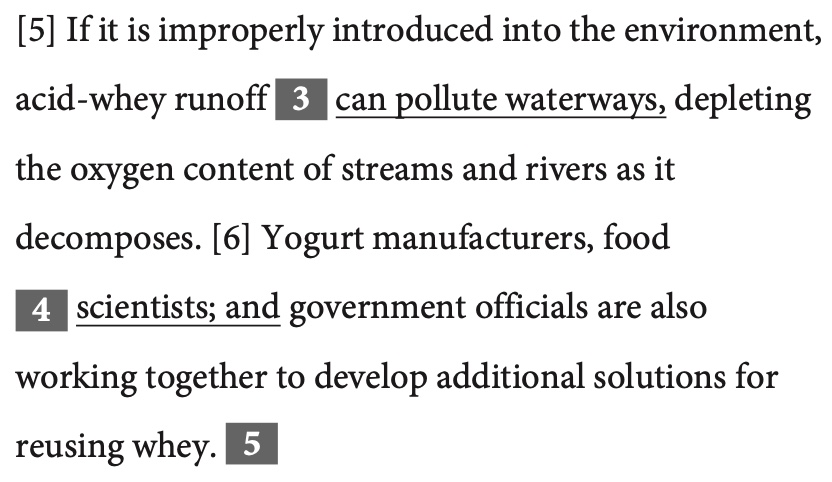 [5] If it is improperly introduced into the environment,
acid-whey runoff 3 can pollute waterways, depleting
the oxygen content of streams and rivers as it
decomposes. [6] Yogurt manufacturers, food
4 scientists; and government officials are also
working together to develop additional solutions for
reusing whey. 5